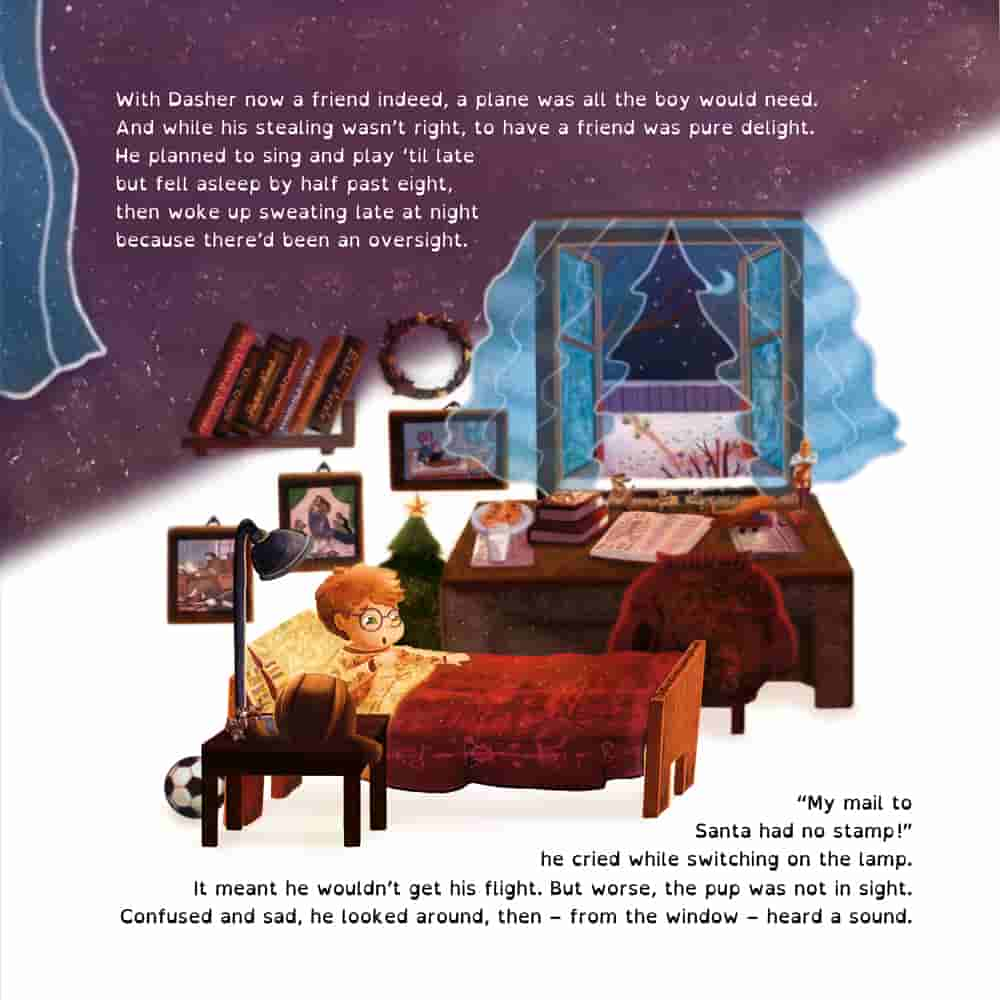 With Dasher now a friend indeed, a plane was all the boy would need.
And while his stealing wasn't right, to have a friend was pure delight.
He planned to sing and play 'til late
but fell asleep by half past eight,
then woke up sweating late at night
because there'd been an oversight.
“My mail to
Santa had no stamp!”
he cried while switching on the lamp.
It meant he wouldn't get his flight. But worse, the pup was not in sight.
Confused and sad, he looked around, then – from the window – heard a sound.